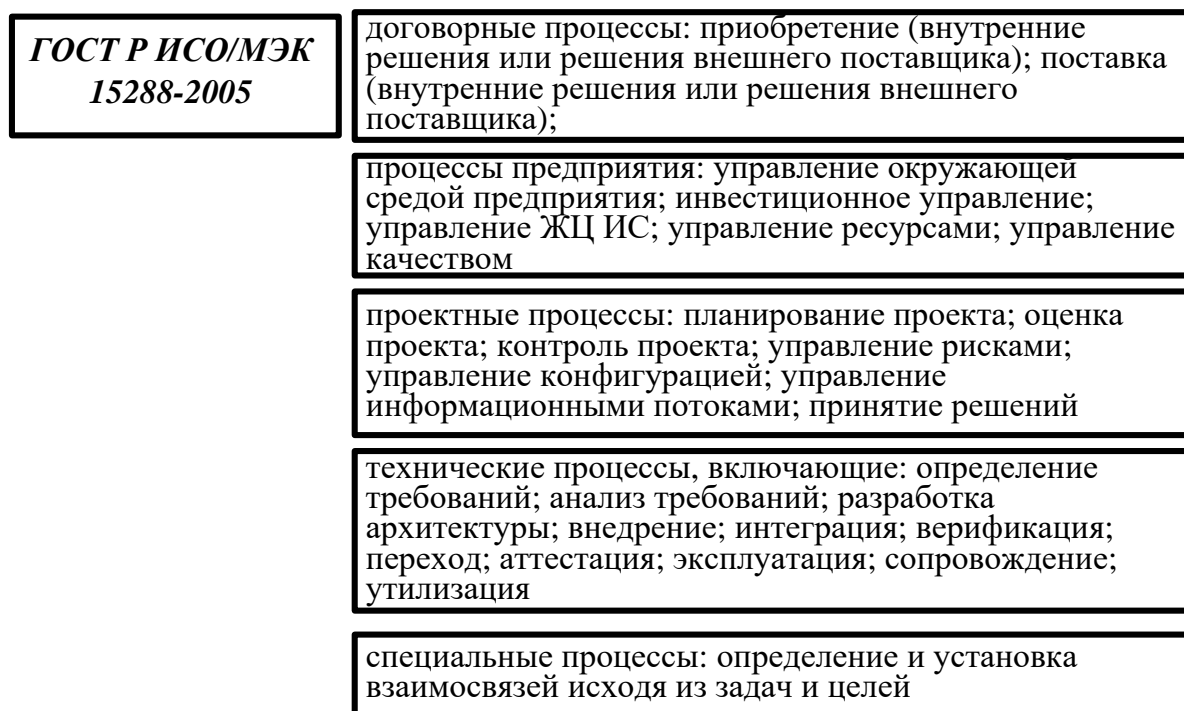 ГОСТ Р ИСО/МЭК
15288-2005
договорные процессы: приобретение (внутренние
решения или решения внешнего поставщика); поставка
(внутренние решения или решения внешнего
поставщика);
процессы предприятия: управление окружающей
средой предприятия; инвестиционное управление;
управление ЖЦ ИС; управление ресурсами; управление
качеством
проектные процессы: планирование проекта; оценка
проекта; контроль проекта; управление рисками;
управление конфигурацией; управление
информационными потоками; принятие решений
технические процессы, включающие: определение
требований; анализ требований; разработка
архитектуры; внедрение; интеграция; верификация;
переход; аттестация; эксплуатация; сопровождение;
утилизация
специальные процессы: определение и установка
взаимосвязей исходя из задач и целей